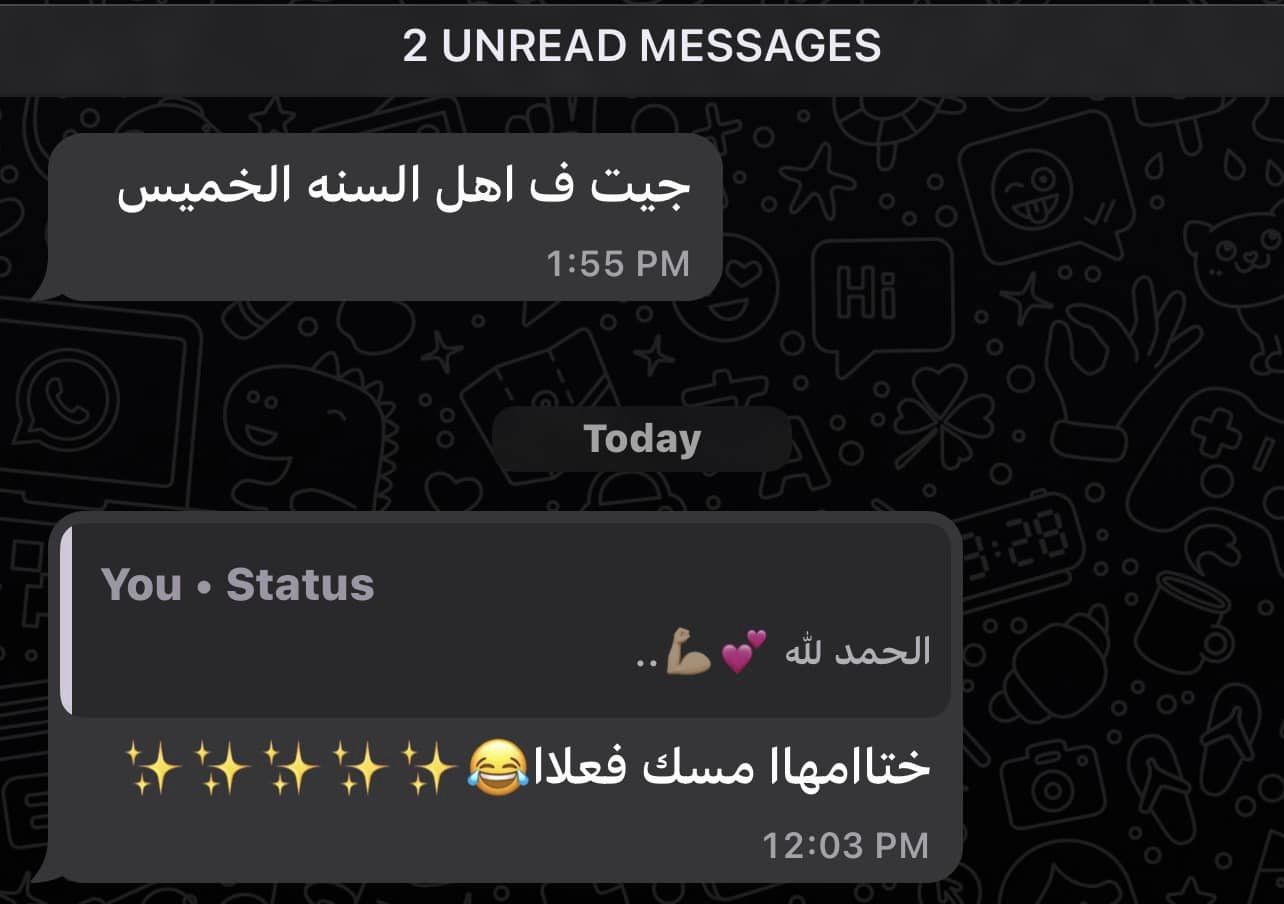 2 UNREAD MESSAGES
جيت ف اهل السنه الخميس
1:55 PM
Today
You • Status
الحمد لله 💕💪🏽..
ختاامهاا مسك فعلاا😂✨✨✨✨✨
12:03 PM